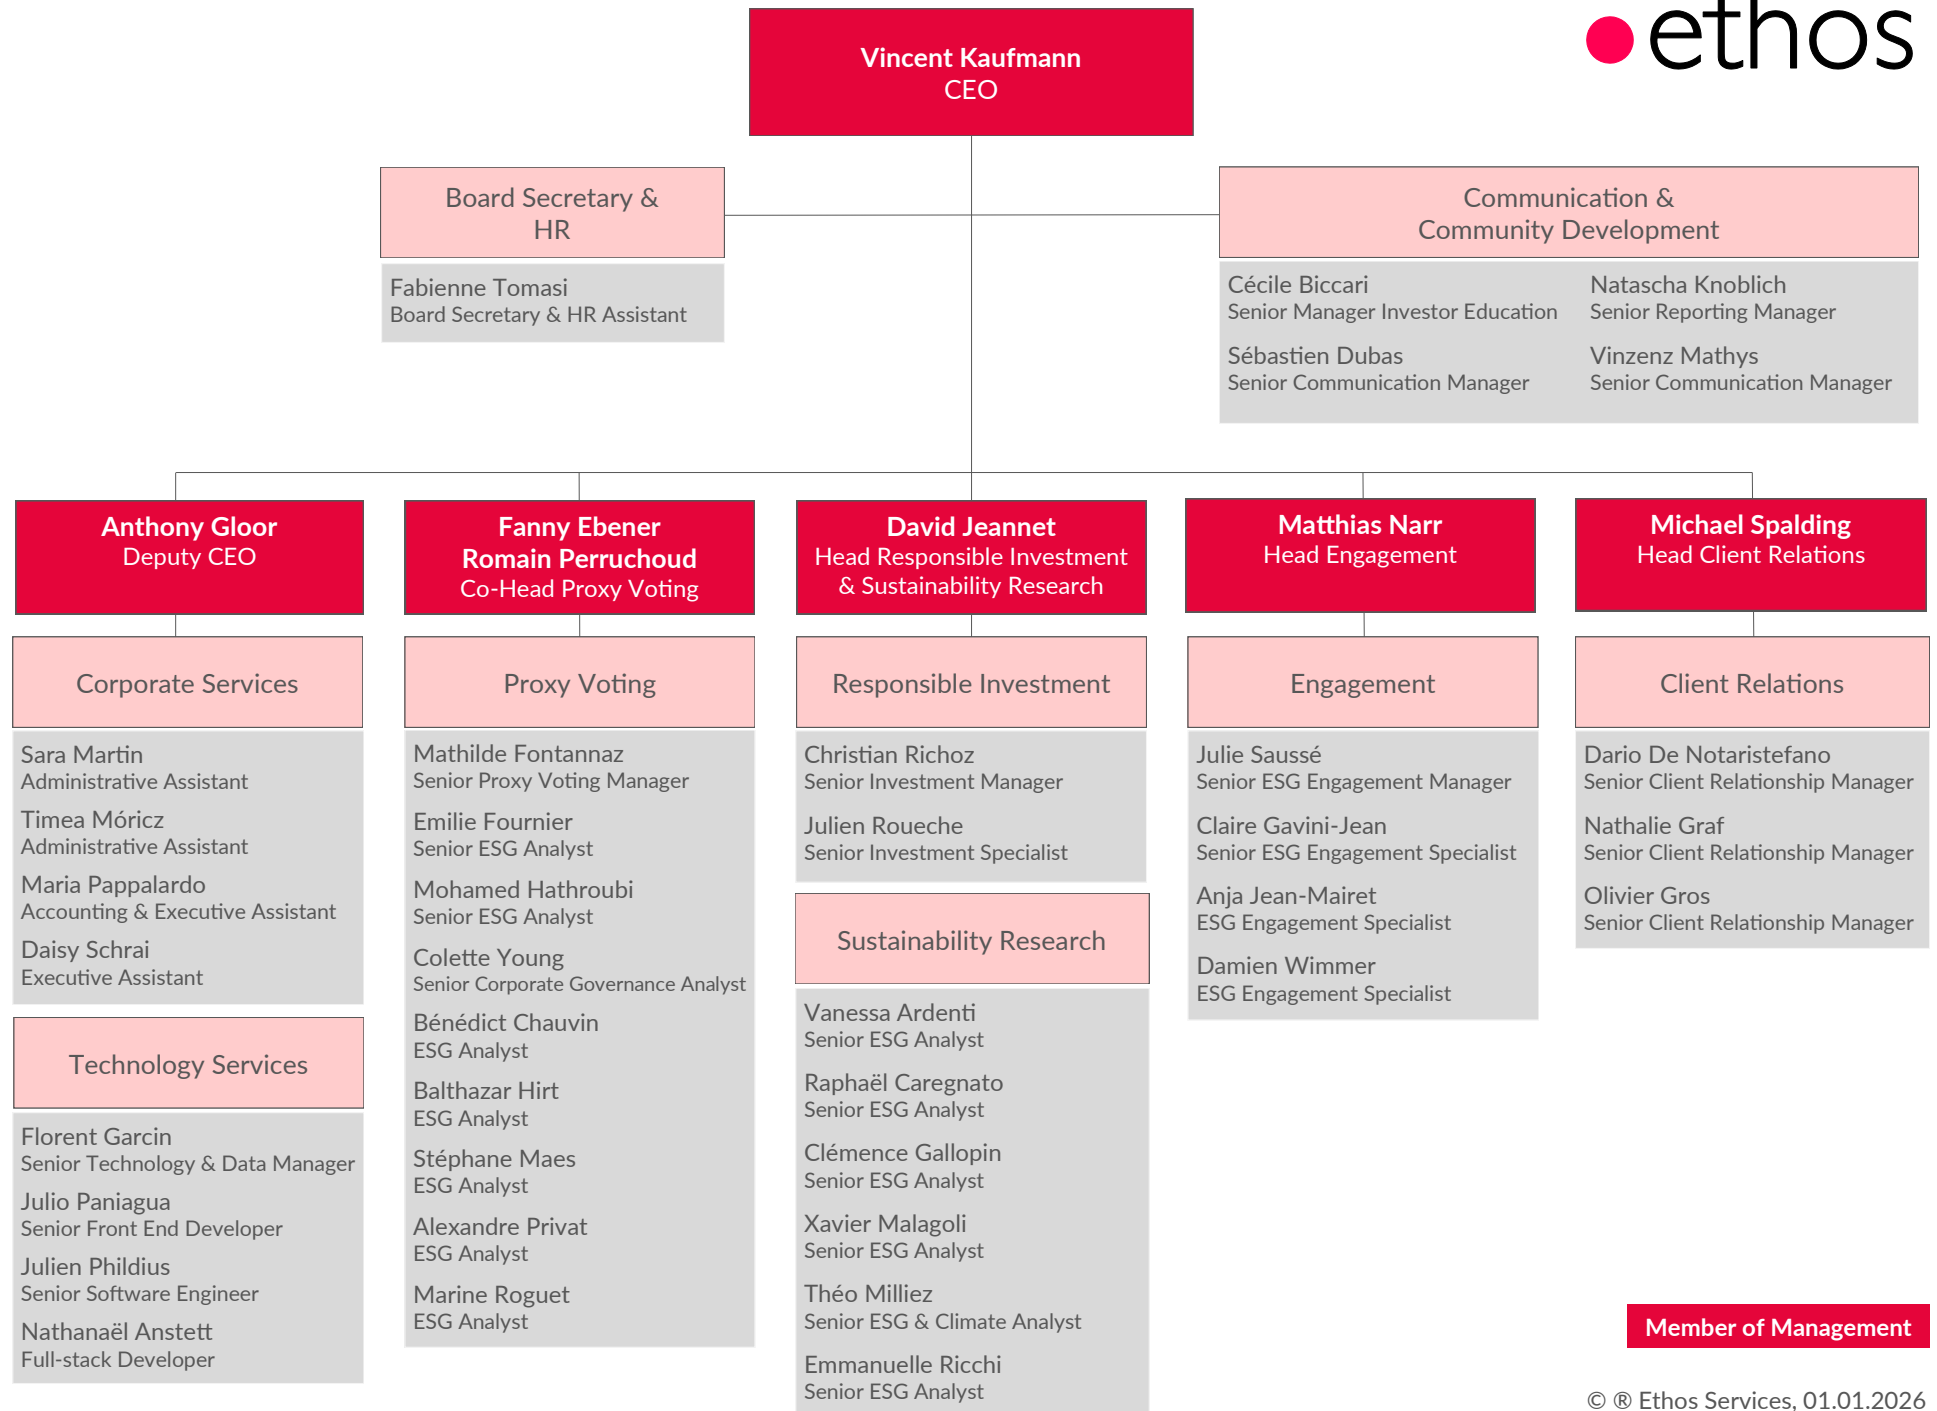 ethos
Vincent Kaufmann
CEO
Board Secretary &
HR
Fabienne Tomasi
Board Secretary & HR Assistant
Communication &
Community Development
Cécile Biccari
Senior Manager Investor Education
Sébastien Dubas
Senior Communication Manager
Natascha Knoblich
Senior Reporting Manager
Vinzenz Mathys
Senior Communication Manager
Anthony Gloor
Deputy CEO
Corporate Services
Sara Martin
Administrative Assistant
Timea Móricz
Administrative Assistant
Maria Pappalardo
Accounting & Executive Assistant
Daisy Schrai
Executive Assistant
Technology Services
Florent Garcin
Senior Technology & Data Manager
Julio Paniagua
Senior Front End Developer
Julien Phildius
Senior Software Engineer
Nathanaël Anstett
Full-stack Developer
Fanny Ebener
Romain Perruchoud
Co-Head Proxy Voting
Proxy Voting
Mathilde Fontannaz
Senior Proxy Voting Manager
Emilie Fournier
Senior ESG Analyst
Mohamed Hathroubi
Senior ESG Analyst
Colette Young
Senior Corporate Governance Analyst
Bénédict Chauvin
ESG Analyst
Balthazar Hirt
ESG Analyst
Stéphane Maes
ESG Analyst
Alexandre Privat
ESG Analyst
Marine Roguet
ESG Analyst
David Jeannet
Head Responsible Investment
& Sustainability Research
Responsible Investment
Christian Richoz
Senior Investment Manager
Julien Roueche
Senior Investment Specialist
Sustainability Research
Vanessa Ardenti
Senior ESG Analyst
Raphaël Caregnato
Senior ESG Analyst
Clémence Gallopin
Senior ESG Analyst
Xavier Malagoli
Senior ESG Analyst
Théo Milliez
Senior ESG & Climate Analyst
Emmanuelle Ricchi
Senior ESG Analyst
Matthias Narr
Head Engagement
Engagement
Julie Saussé
Senior ESG Engagement Manager
Claire Gavini-Jean
Senior ESG Engagement Specialist
Anja Jean-Mairet
ESG Engagement Specialist
Damien Wimmer
ESG Engagement Specialist
Michael Spalding
Head Client Relations
Client Relations
Dario De Notaristefano
Senior Client Relationship Manager
Nathalie Graf
Senior Client Relationship Manager
Olivier Gros
Senior Client Relationship Manager
Member of Management
© ® Ethos Services, 01.01.2026